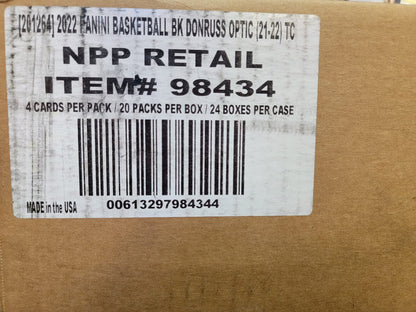 [201264] 2022 PANINI BASKETBALL BK DONRUSS OPTIC (21-22) TC
NPP RETAIL
ITEM# 98434
4 CARDS PER PACK / 20 PACKS PER BOX / 24 BOXES PER CASE
MADE in the USA
00613297984344